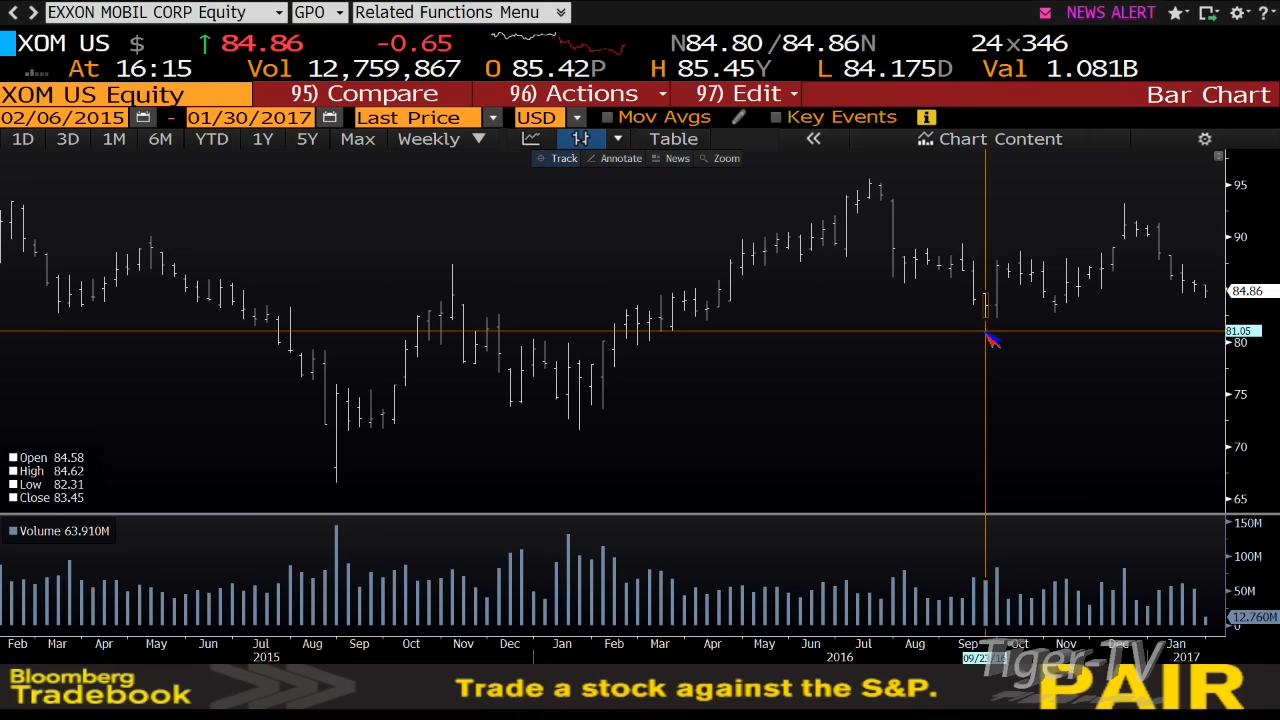 EXXON MOBIL CORP Equity GPO Related Functions Menu NEWS ALERT ?
XOM US $ ↑ 84.86 -0.65 N84.80 /84.86N 24x346
At 16:15 Vol 12,759,867 O 85.42P H 85.45Y L 84.175D Val 1.081B
XOM US Equity 95) Compare 96) Actions 97) Edit Bar Chart
02/06/2015 - 01/30/2017 Last Price USD Mov Avgs Key Events
1D 3D 1M 6M YTD 1Y 5Y Max Weekly ▼ Table « Chart Content
Track Annotate News Zoom
95
90
84.86
81.05
80
75
70
65
Open 84.58
High 84.62
Low 82.31
Close 83.45
Volume 63.910M
150M
100M
50M
12.760M
0
Feb Mar Apr May Jun Jul Aug Sep Oct Nov Dec Jan Feb Mar Apr May Jun Jul Aug Sep Oct Nov Dec Jan
2015 2016 09/23/16 2017
Tiger-TV
Bloomberg
Tradebook
Trade a stock against the S&P.
PAIR